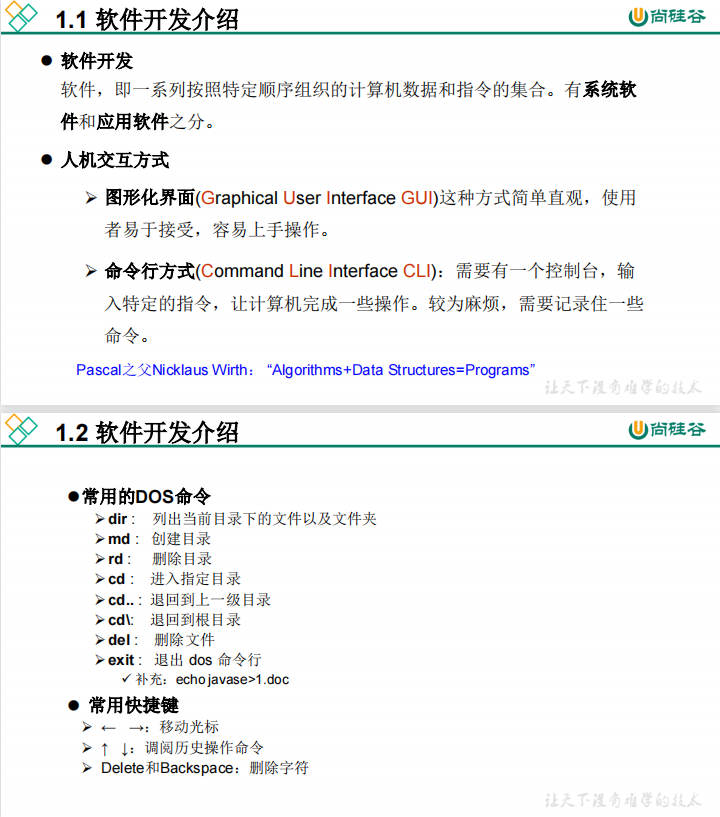 1.1 软件开发介绍
尚硅谷
● 软件开发
软件，即一系列按照特定顺序组织的计算机数据和指令的集合。有系统软
件和应用软件之分。
● 人机交互方式
➢ 图形化界面(Graphical User Interface GUI)这种方式简单直观，使用
者易于接受，容易上手操作。
➢ 命令行方式(Command Line Interface CLI)：需要有一个控制台，输
入特定的指令，让计算机完成一些操作。较为麻烦，需要记录住一些
命令。
Pascal之父Nicklaus Wirth： “Algorithms+Data Structures=Programs”
让天下没有难学的技术
1.2 软件开发介绍
尚硅谷
●常用的DOS命令
➢dir : 列出当前目录下的文件以及文件夹
➢md : 创建目录
➢rd : 删除目录
➢cd : 进入指定目录
➢cd.. : 退回到上一级目录
➢cd\: 退回到根目录
➢del : 删除文件
➢exit : 退出 dos 命令行
✓补充：echo javase>1.doc
● 常用快捷键
➢ ← →：移动光标
➢ ↑ ↓：调阅历史操作命令
➢ Delete和Backspace：删除字符
让天下没有难学的技术